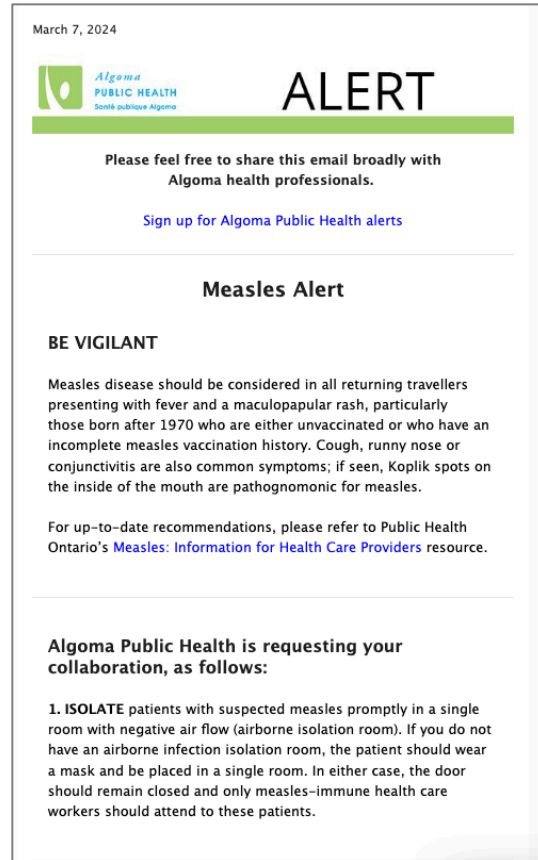 March 7, 2024
Algoma
PUBLIC HEALTH
Santé publique Algoma
ALERT
Please feel free to share this email broadly with
Algoma health professionals.
Sign up for Algoma Public Health alerts
Measles Alert
BE VIGILANT
Measles disease should be considered in all returning travellers
presenting with fever and a maculopapular rash, particularly
those born after 1970 who are either unvaccinated or who have an
incomplete measles vaccination history. Cough, runny nose or
conjunctivitis are also common symptoms; if seen, Koplik spots on
the inside of the mouth are pathognomonic for measles.
For up-to-date recommendations, please refer to Public Health
Ontario’s Measles: Information for Health Care Providers resource.
Algoma Public Health is requesting your
collaboration, as follows:
1. ISOLATE patients with suspected measles promptly in a single
room with negative air flow (airborne isolation room). If you do not
have an airborne infection isolation room, the patient should wear
a mask and be placed in a single room. In either case, the door
should remain closed and only measles-immune health care
workers should attend to these patients.